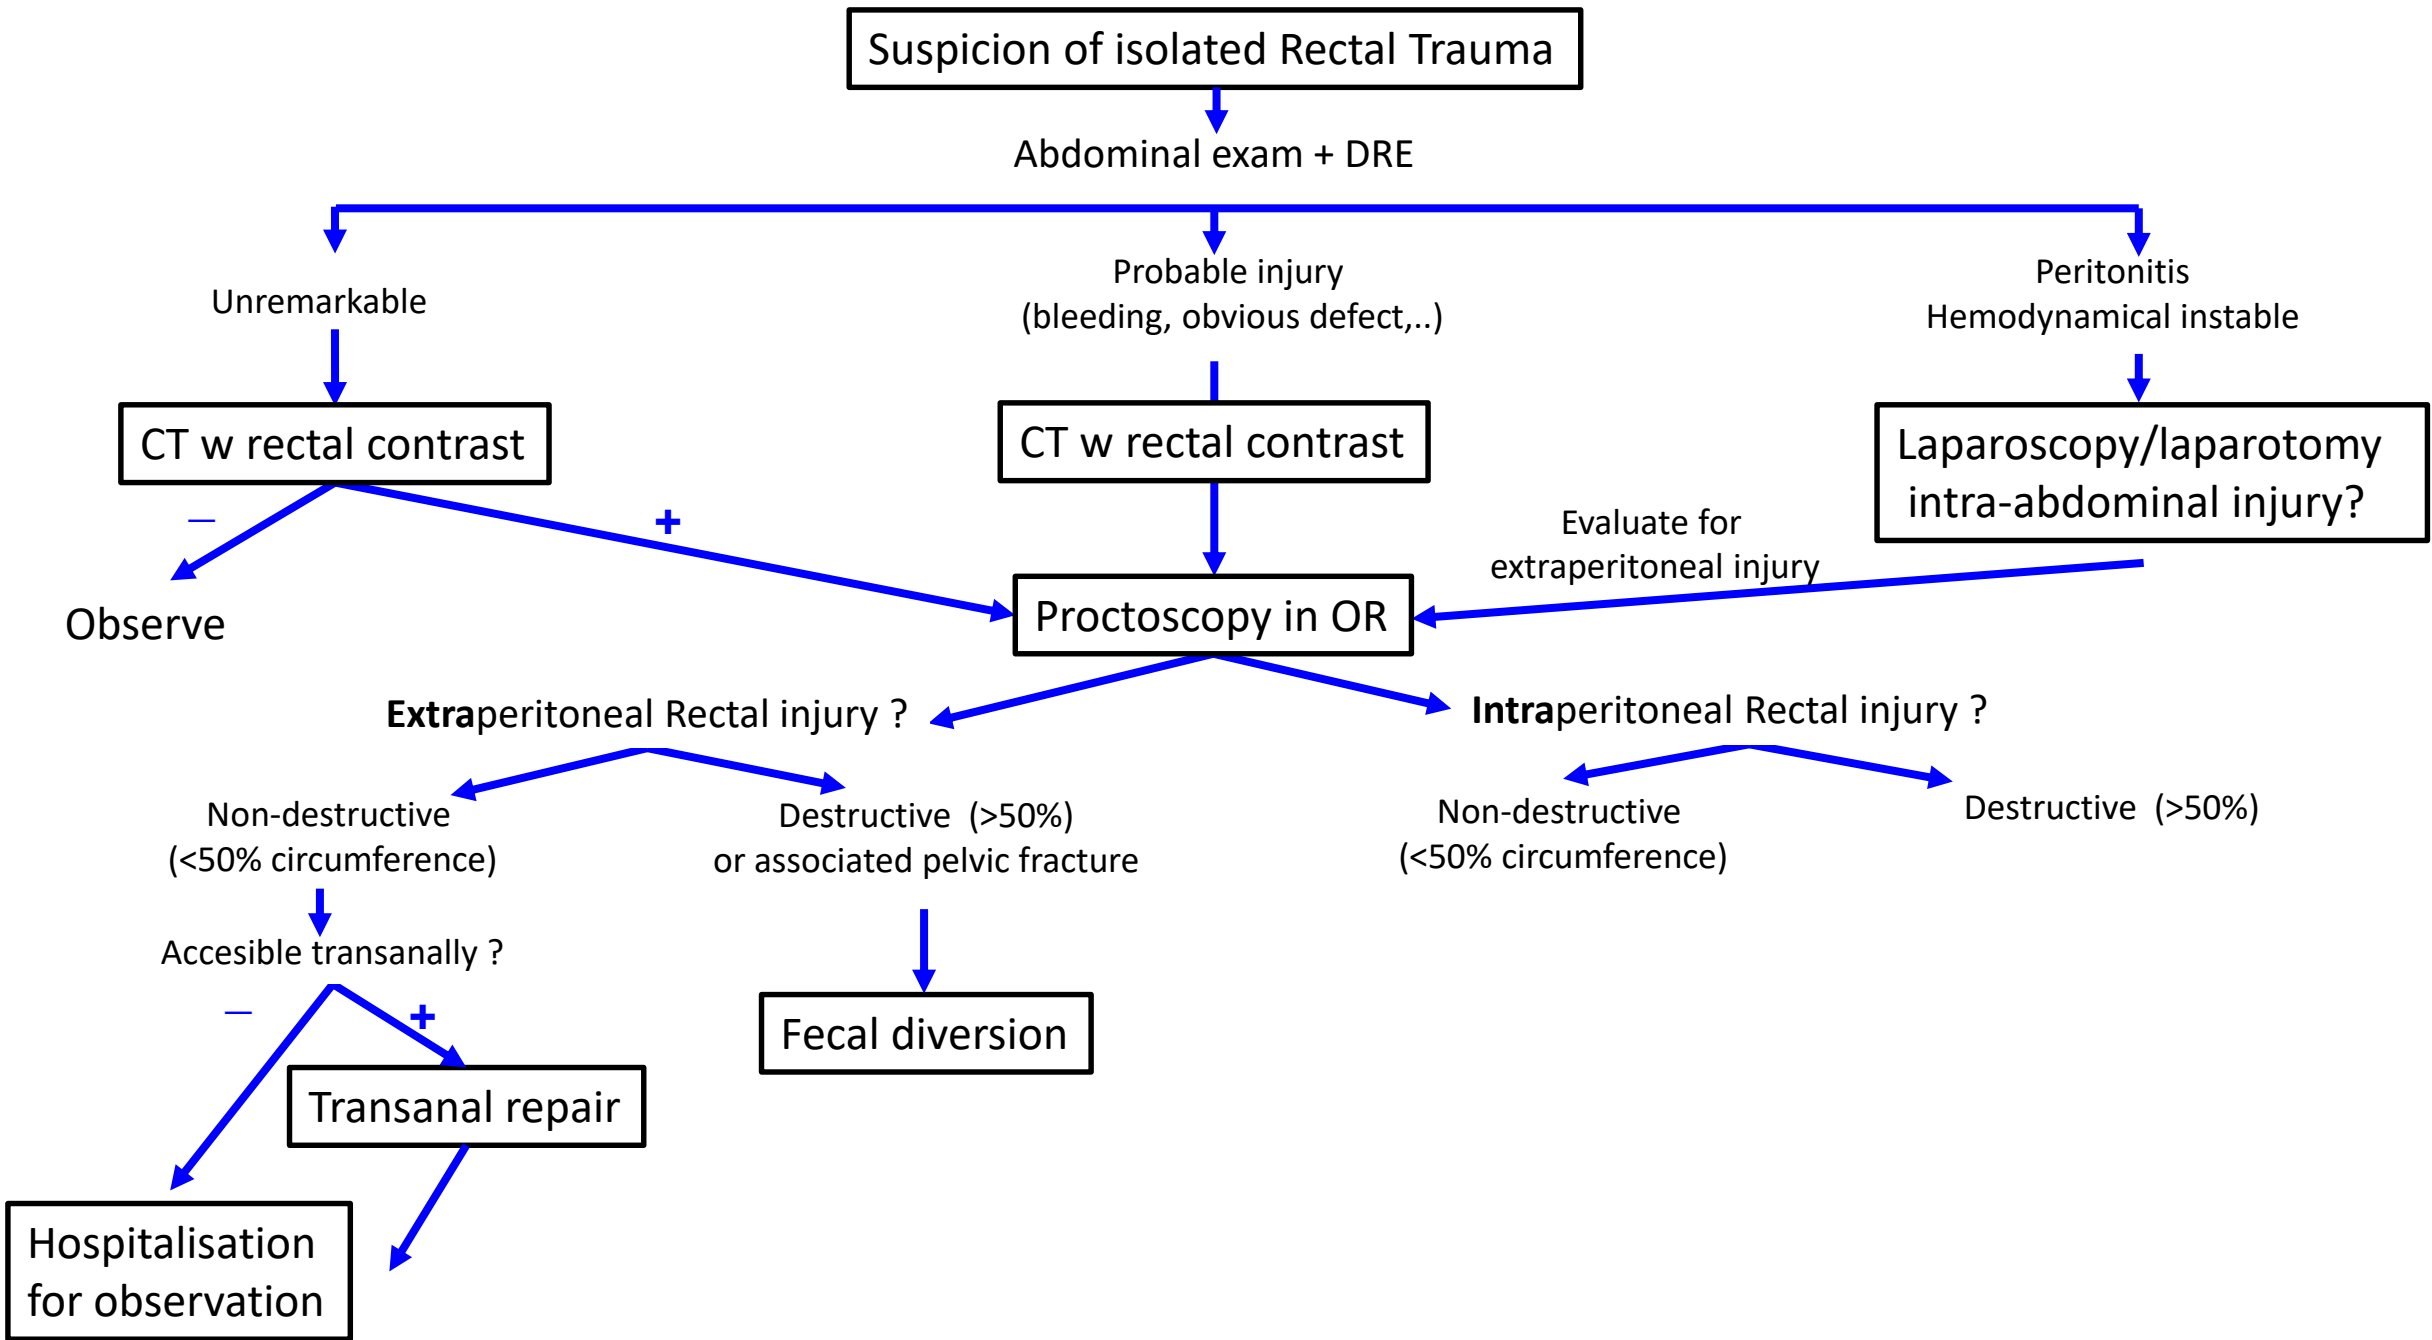 Suspicion of isolated Rectal Trauma
Abdominal exam + DRE
Unremarkable
Probable injury
(bleeding, obvious defect,..)
Peritonitis
Hemodynamical instable
CT w rectal contrast
CT w rectal contrast
Laparoscopy/laparotomy
intra-abdominal injury?
–
+
Evaluate for
extraperitoneal injury
Observe
Proctoscopy in OR
Extraperitoneal Rectal injury ?
Intraperitoneal Rectal injury ?
Non-destructive
(<50% circumference)
Destructive (>50%)
or associated pelvic fracture
Non-destructive
(<50% circumference)
Destructive (>50%)
Accesible transanally ?
–
+
Fecal diversion
Transanal repair
Hospitalisation
for observation